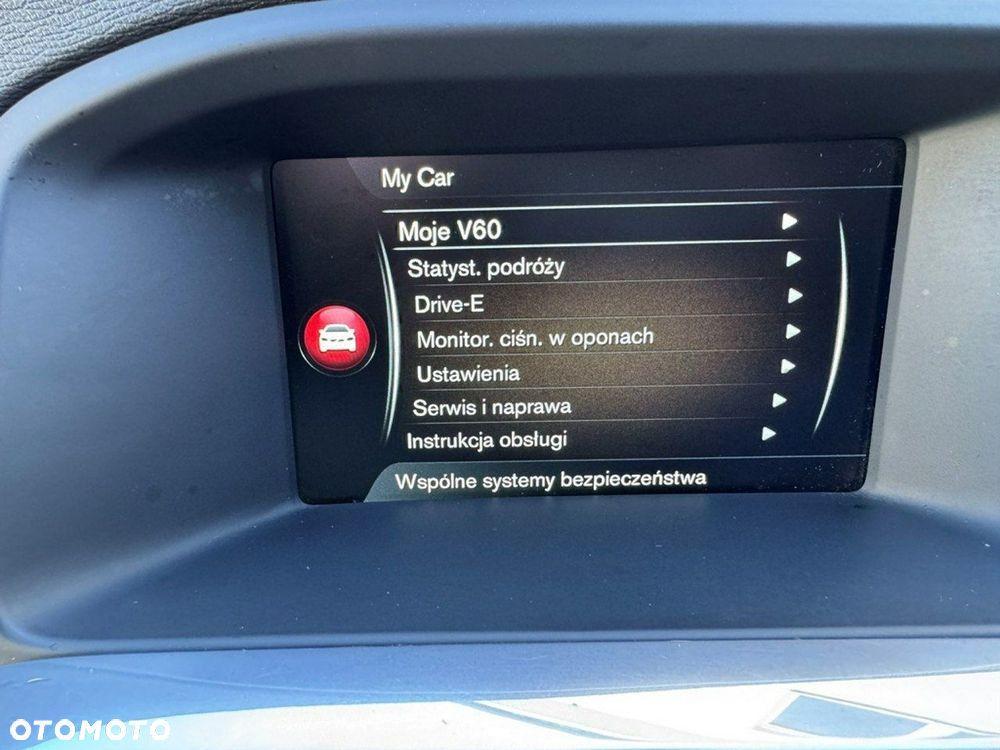 My Car
Moje V60
Statyst. podróży
Drive-E
Monitor. ciśn. w oponach
Ustawienia
Serwis i naprawa
Instrukcja obsługi
Wspólne systemy bezpieczeństwa
OTOMOTO